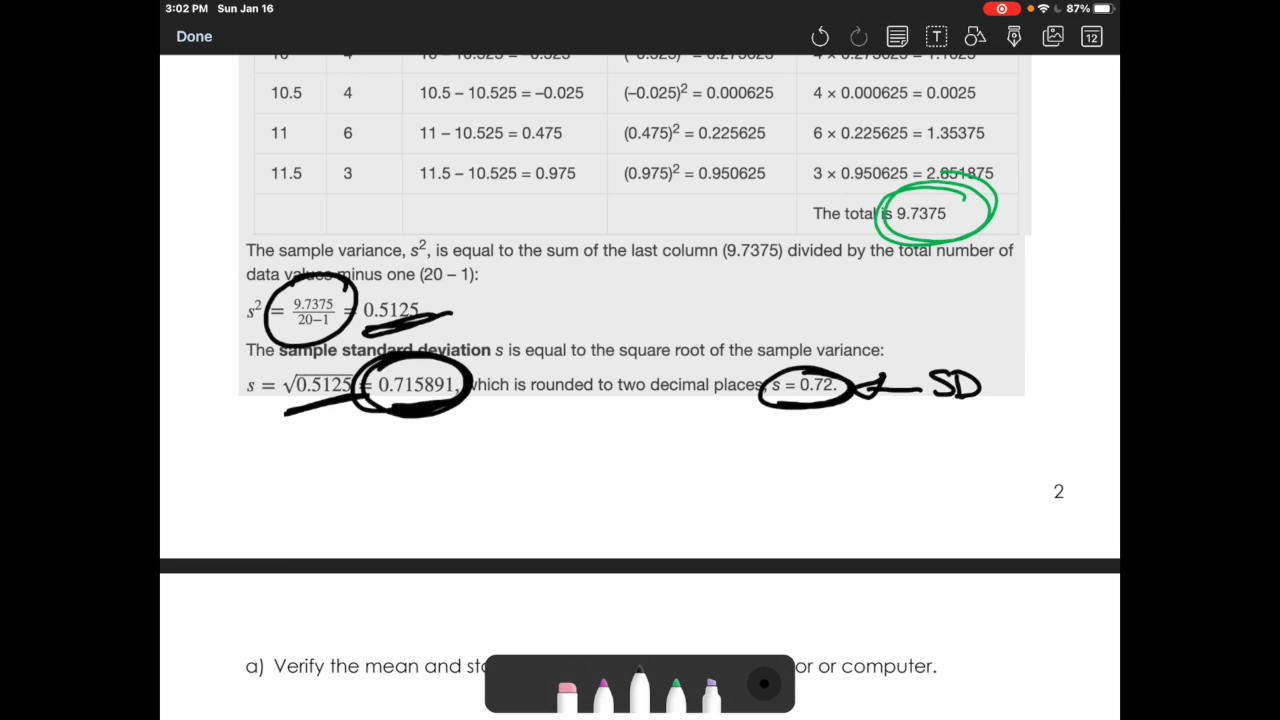 3:02 PM Sun Jan 16 87%
Done
T 12
10.5 4 10.5 – 10.525 = –0.025 (–0.025)² = 0.000625 4 x 0.000625 = 0.0025
11 6 11 – 10.525 = 0.475 (0.475)² = 0.225625 6 x 0.225625 = 1.35375
11.5 3 11.5 – 10.525 = 0.975 (0.975)² = 0.950625 3 x 0.950625 = 2.851875
The total is 9.7375
The sample variance, s², is equal to the sum of the last column (9.7375) divided by the total number of
data values minus one (20 – 1):
s² = 9.7375/20–1 = 0.5125
The sample standard deviation s is equal to the square root of the sample variance:
s = √0.5125 = 0.715891, which is rounded to two decimal places, s = 0.72. SD
2
a) Verify the mean and or or computer.